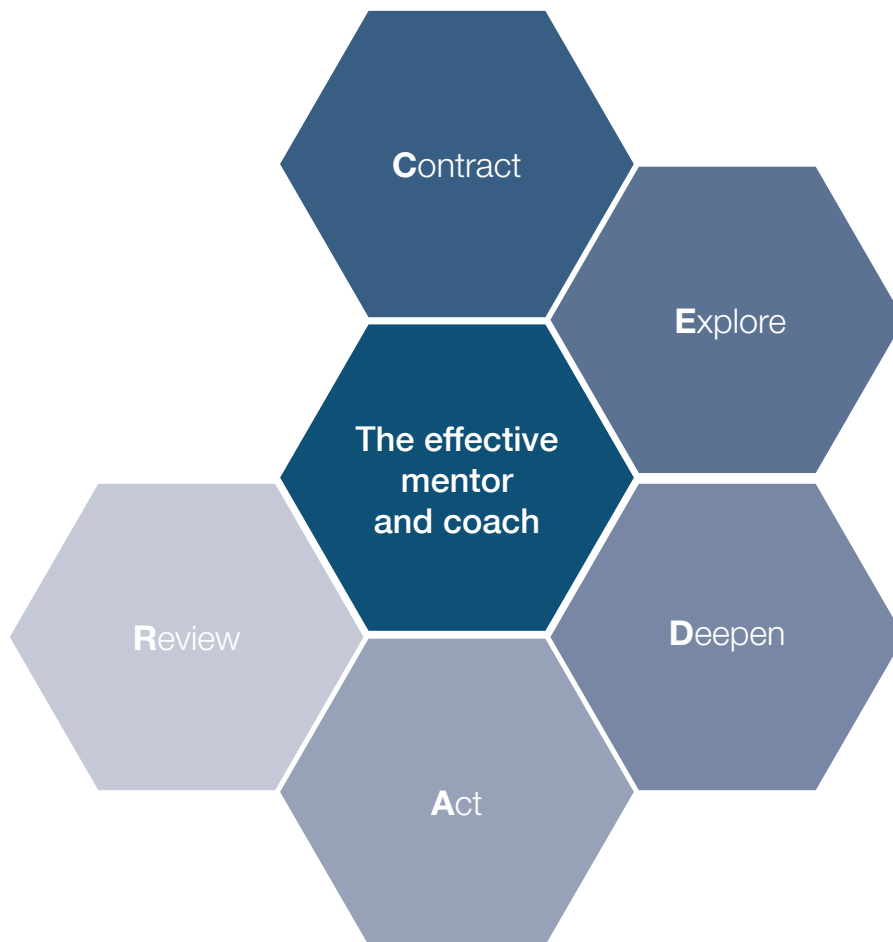 Contract
Explore
The effective
mentor
and coach
Deepen
Review
Act